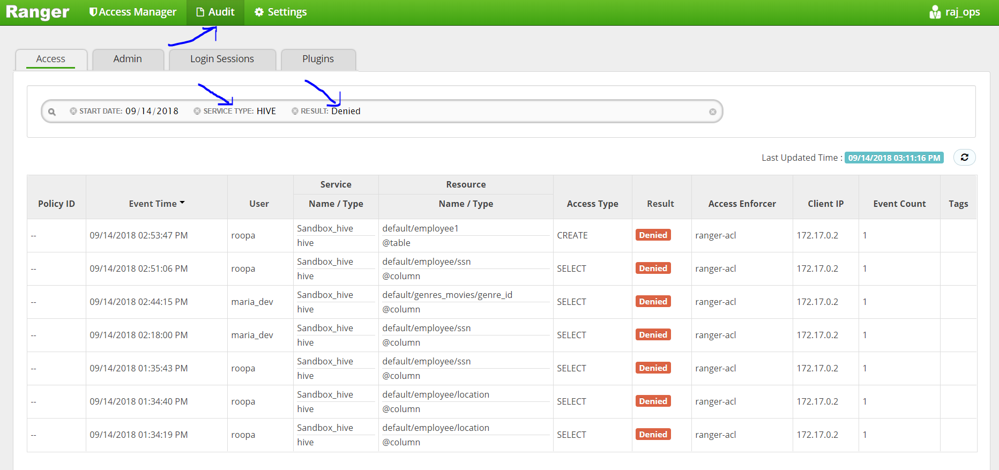 Ranger Access Manager Audit Settings raj_ops
Access Admin Login Sessions Plugins
START DATE: 09/14/2018 SERVICE TYPE: HIVE RESULT: Denied
Last Updated Time : 09/14/2018 03:11:16 PM
Service Resource
Policy ID Event Time User Name / Type Name / Type Access Type Result Access Enforcer Client IP Event Count Tags
Sandbox_hive default/employee1
-- 09/14/2018 02:53:47 PM roopa CREATE Denied ranger-acl 172.17.0.2 1
hive @table
Sandbox_hive default/employee/ssn
-- 09/14/2018 02:51:06 PM roopa SELECT Denied ranger-acl 172.17.0.2 1
hive @column
Sandbox_hive default/genres_movies/genre_id
-- 09/14/2018 02:44:15 PM maria_dev SELECT Denied ranger-acl 172.17.0.2 1
hive @column
Sandbox_hive default/employee/ssn
-- 09/14/2018 02:18:00 PM maria_dev SELECT Denied ranger-acl 172.17.0.2 1
hive @column
Sandbox_hive default/employee/ssn
-- 09/14/2018 01:35:43 PM roopa SELECT Denied ranger-acl 172.17.0.2 1
hive @column
Sandbox_hive default/employee/location
-- 09/14/2018 01:34:40 PM roopa SELECT Denied ranger-acl 172.17.0.2 1
hive @column
Sandbox_hive default/employee/location
-- 09/14/2018 01:34:19 PM roopa SELECT Denied ranger-acl 172.17.0.2 1
hive @column